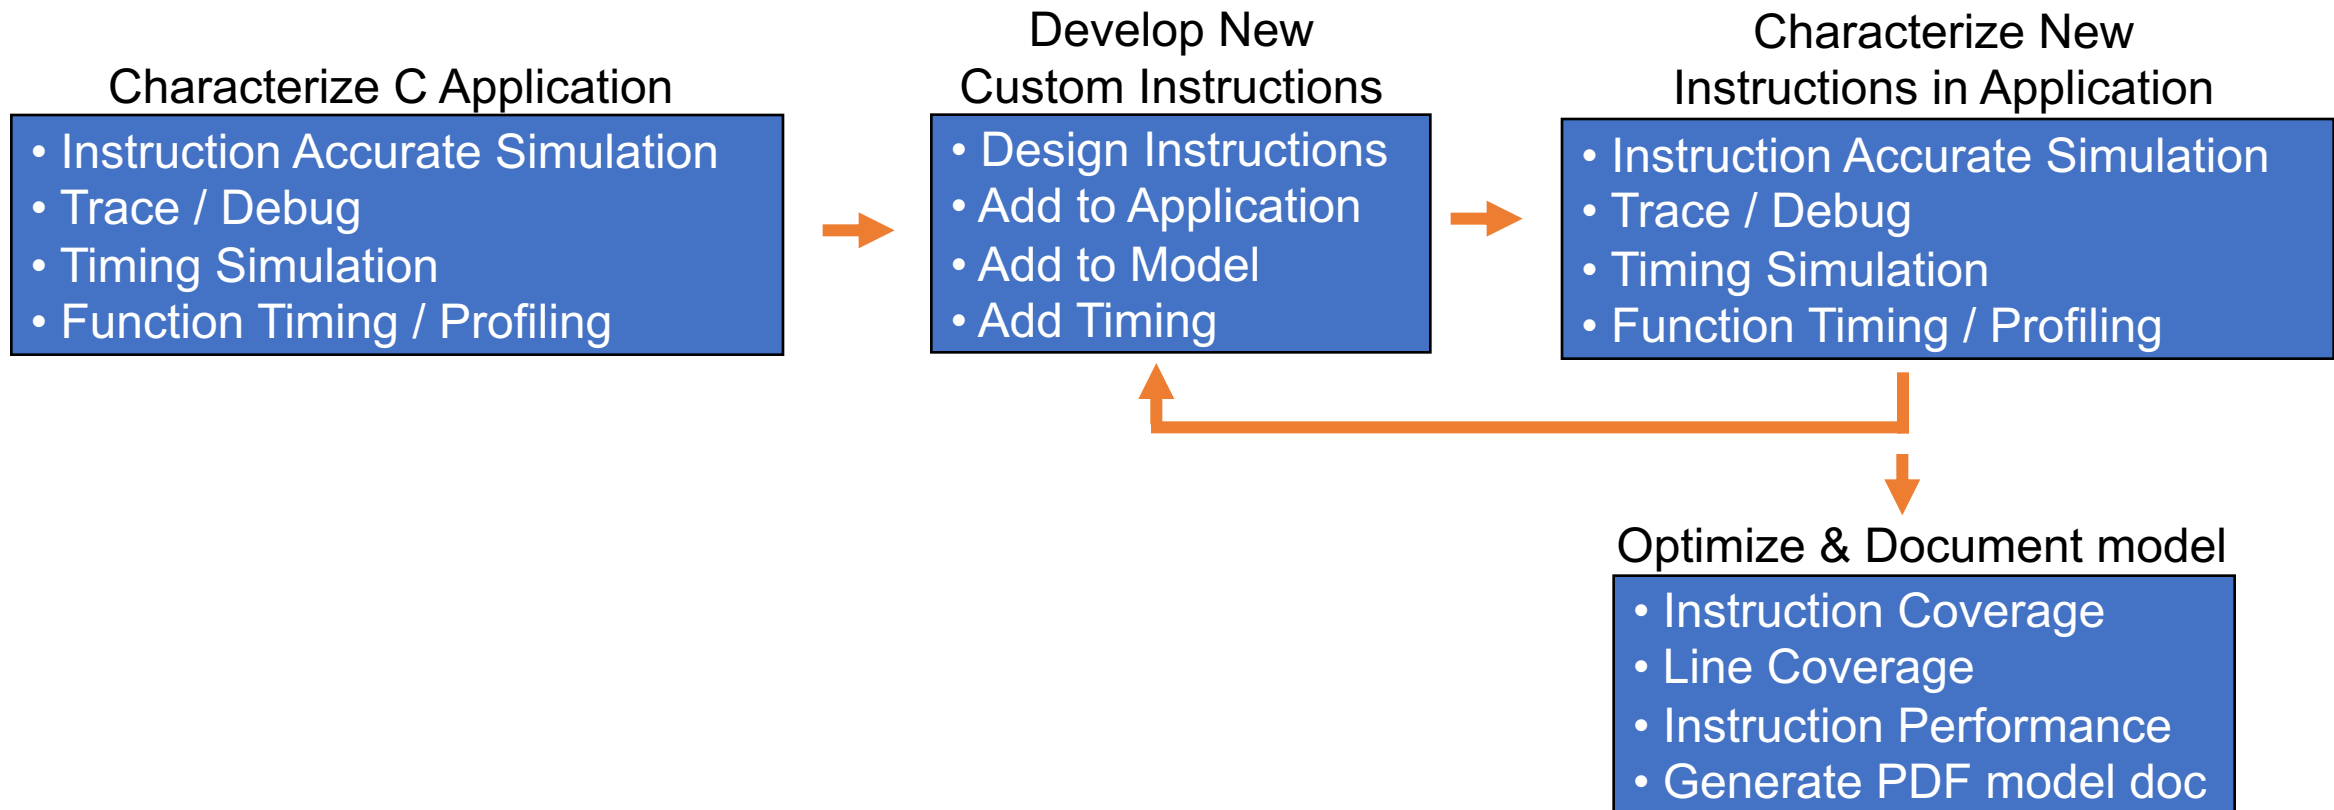 Characterize C Application
• Instruction Accurate Simulation
• Trace / Debug
• Timing Simulation
• Function Timing / Profiling
Develop New
Custom Instructions
• Design Instructions
• Add to Application
• Add to Model
• Add Timing
Characterize New
Instructions in Application
• Instruction Accurate Simulation
• Trace / Debug
• Timing Simulation
• Function Timing / Profiling
Optimize & Document model
• Instruction Coverage
• Line Coverage
• Instruction Performance
• Generate PDF model doc